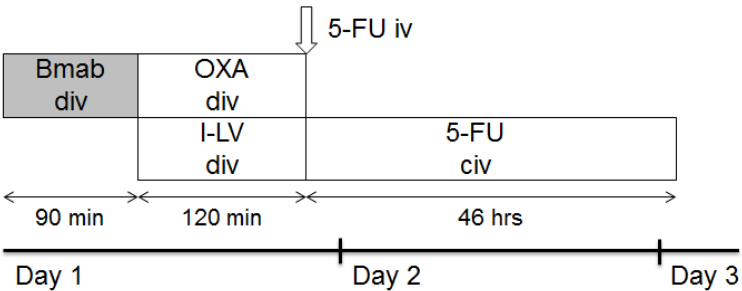 5-FU iv
Bmab
div
OXA
div
l-LV
div
5-FU
civ
90 min
120 min
46 hrs
Day 1
Day 2
Day 3